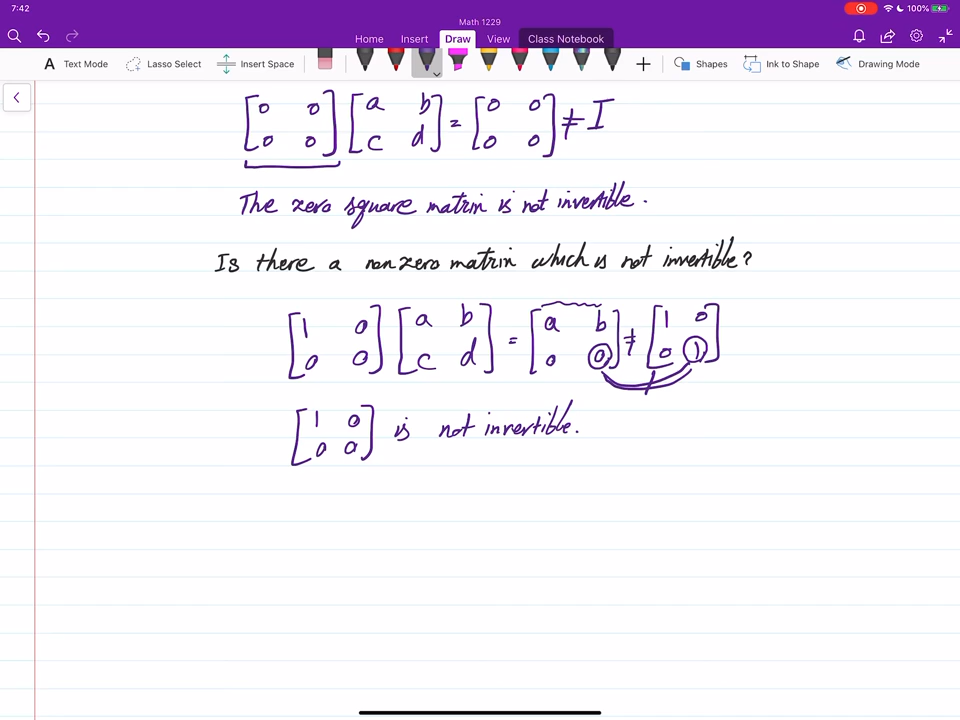 7:42
100%
Math 1229
Home Insert Draw View Class Notebook
A Text Mode Lasso Select Insert Space Shapes Ink to Shape Drawing Mode
[0 0; 0 0] [a b; c d] = [0 0; 0 0] ≠ I
The zero square matrix is not invertible.
Is there a nonzero matrix which is not invertible?
[1 0; 0 0] [a b; c d] = [a b; 0 0] ≠ [1 0; 0 1]
[1 0; 0 0] is not invertible.